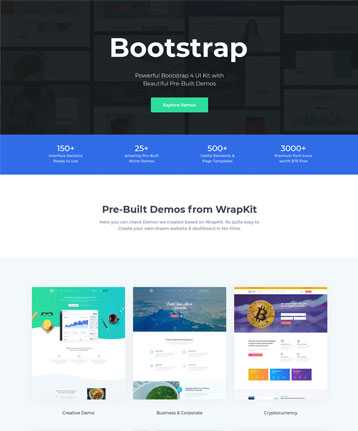 Bootstrap
Powerful Bootstrap 4 UI Kit with
Beautiful Pre-Built Demos
Explore Demos
150+
Interface Sections
Ready to Use
25+
Amazing Pre-Built
Niche Demos
500+
Useful Elements &
Page Templates
3000+
Premium Font Icons
worth $79 Free
Pre-Built Demos from WrapKit
Here you can check Demos we created based on WrapKit. Its quite easy to
Create your own dream website & dashboard in No-time.
Creative Demo
Business & Corporate
Cryptocurrency